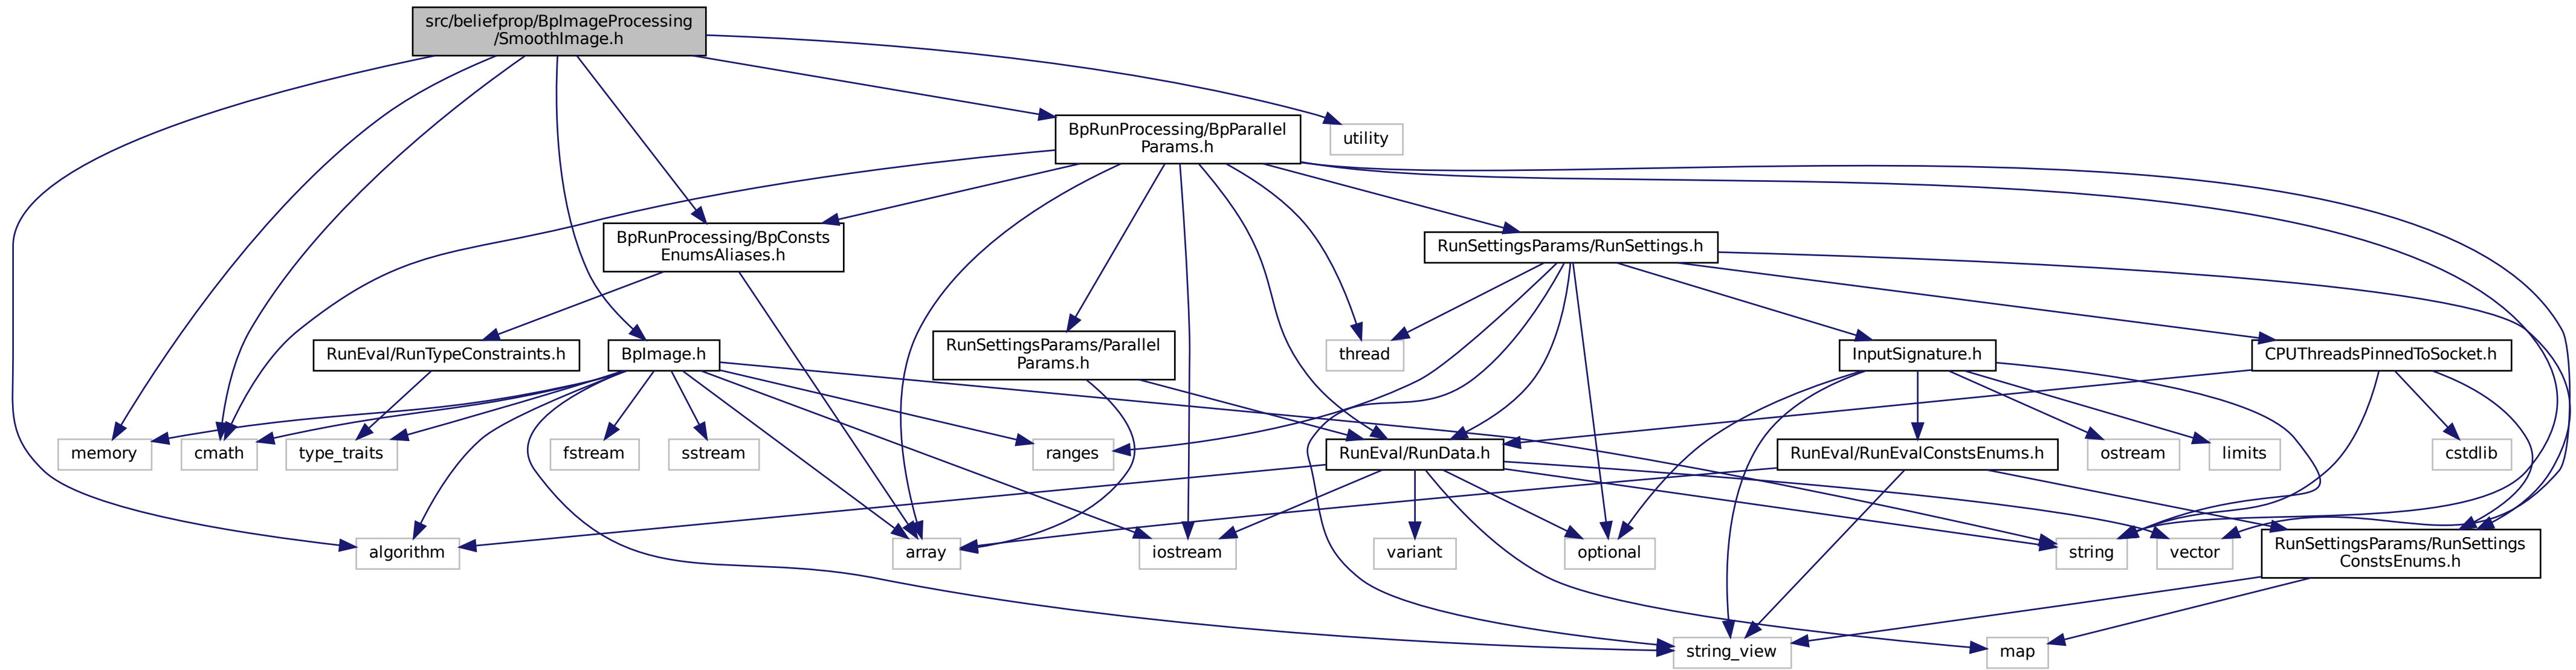 src/beliefprop/BpImageProcessing
/SmoothImage.h
BpRunProcessing/BpParallel
Params.h
utility
BpRunProcessing/BpConsts
EnumsAliases.h
RunSettingsParams/RunSettings.h
RunEval/RunTypeConstraints.h
BpImage.h
RunSettingsParams/Parallel
Params.h
thread
InputSignature.h
CPUThreadsPinnedToSocket.h
memory
cmath
type_traits
fstream
sstream
ranges
RunEval/RunData.h
RunEval/RunEvalConstsEnums.h
ostream
limits
cstdlib
algorithm
array
iostream
variant
optional
string
vector
RunSettingsParams/RunSettings
ConstsEnums.h
string_view
map